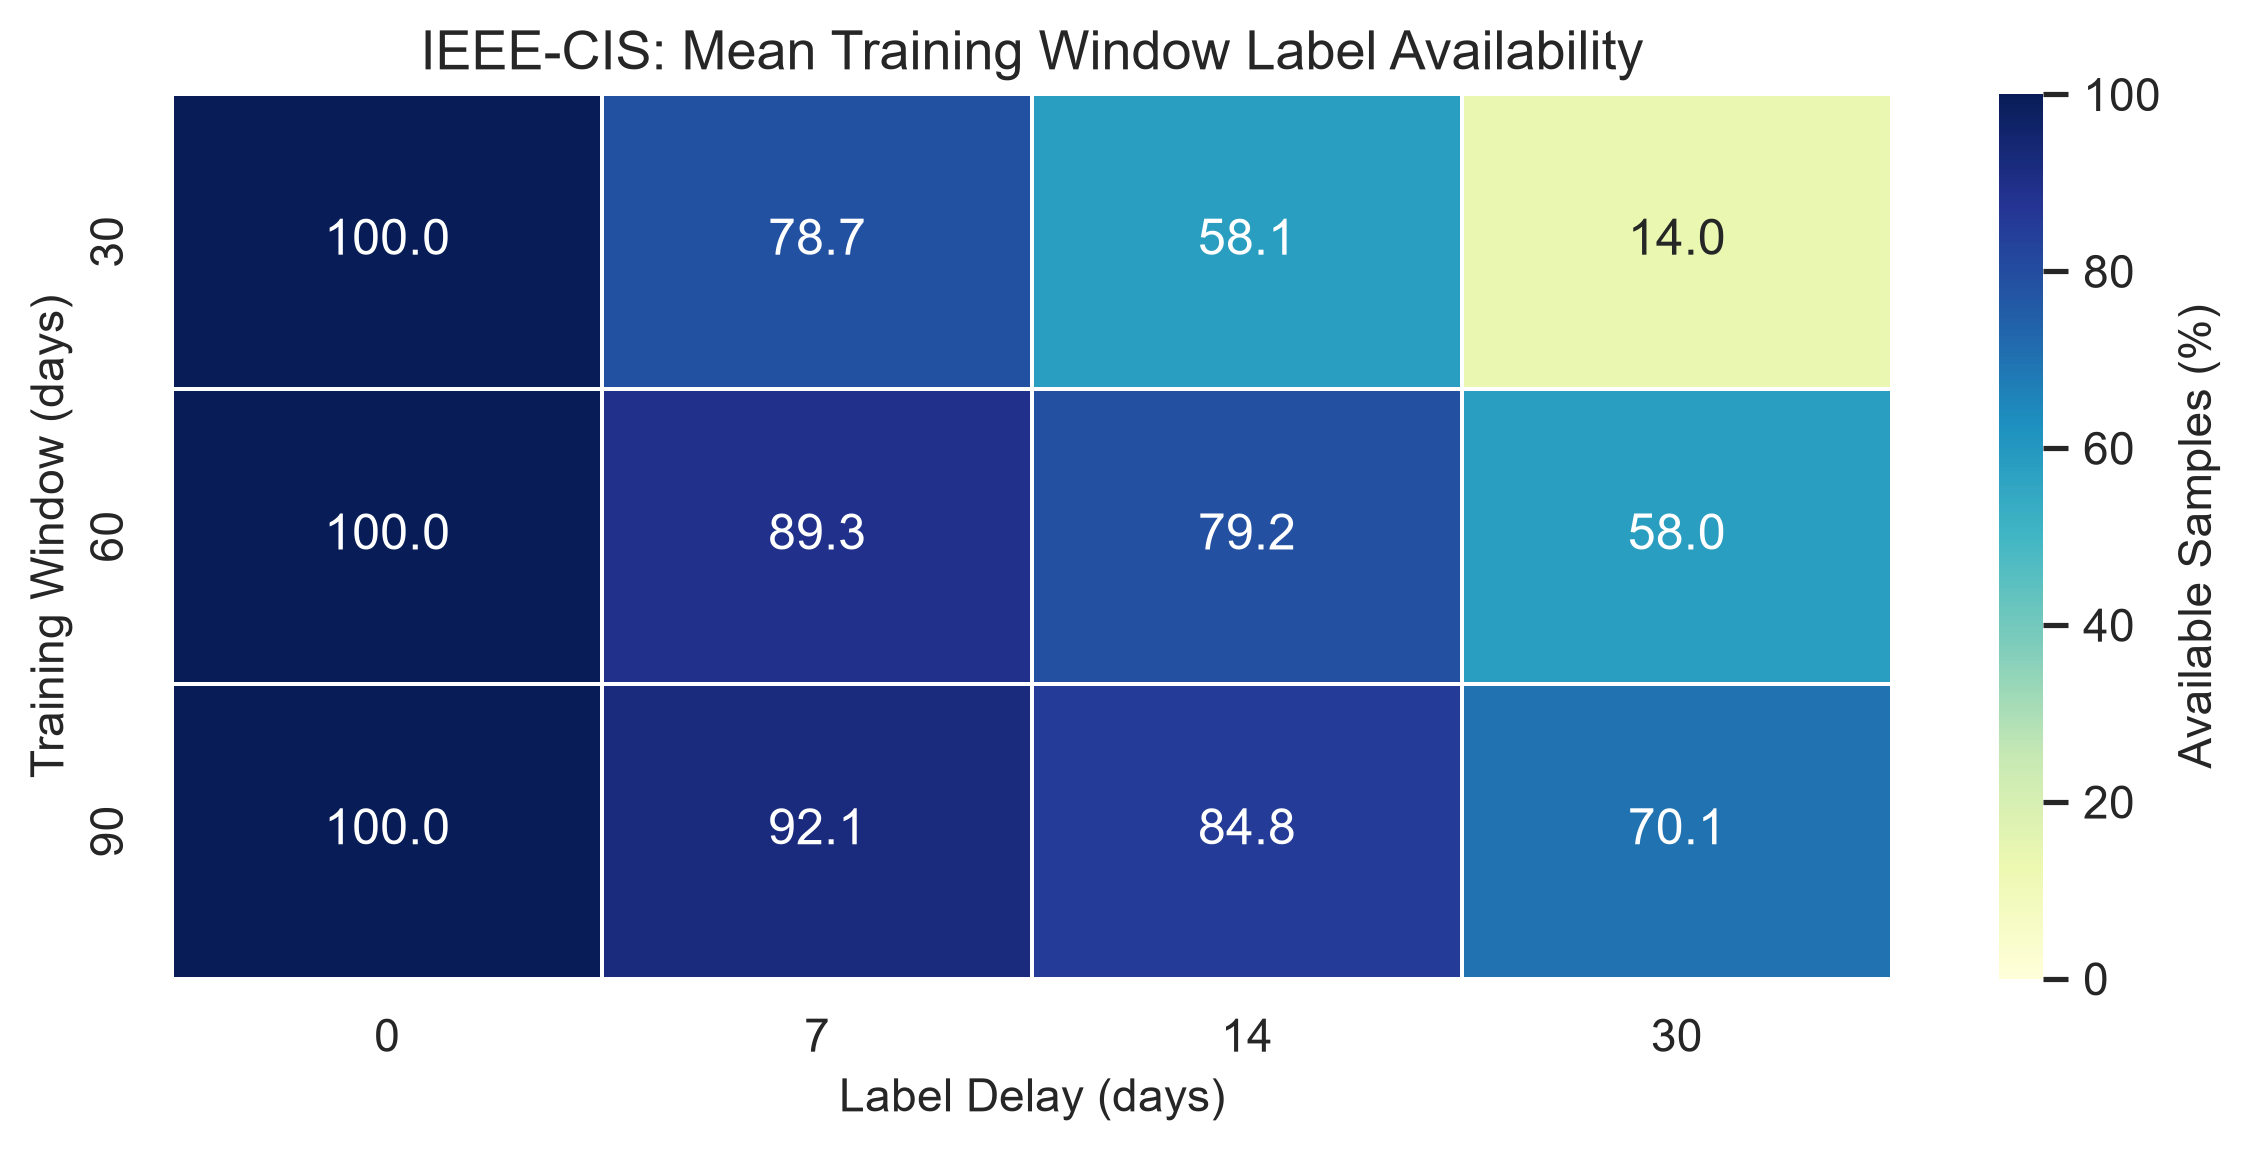 IEEE-CIS: Mean Training Window Label Availability
Training Window (days)
30
100.0 78.7 58.1 14.0
60
100.0 89.3 79.2 58.0
90
100.0 92.1 84.8 70.1
0 7 14 30
Label Delay (days)
100
80
60
40
20
0
Available Samples (%)